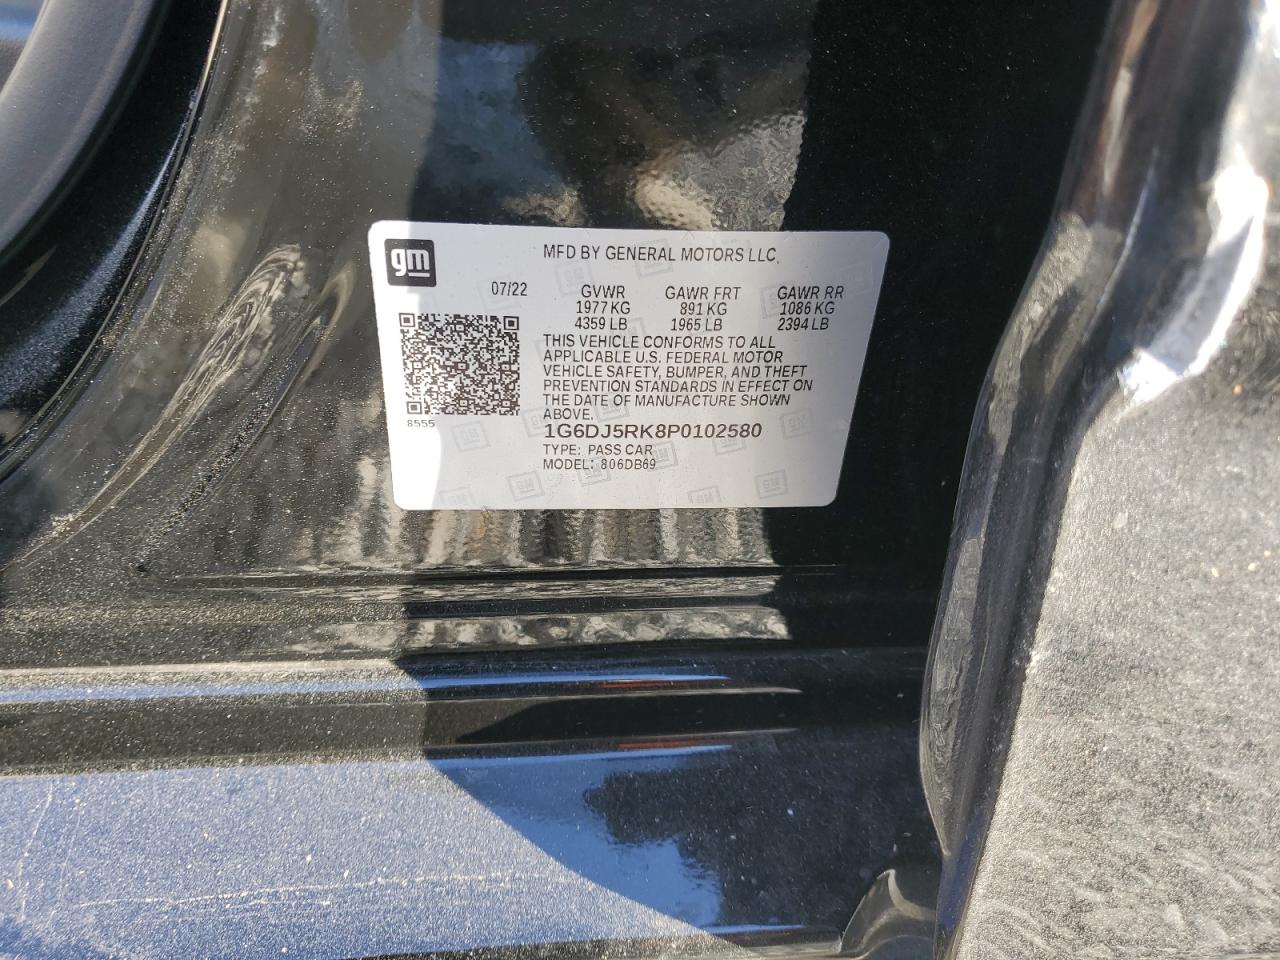 gm
MFD BY GENERAL MOTORS LLC
07/22 GVWR GAWR FRT GAWR RR
1977 KG 891 KG 1086 KG
4359 LB 1965 LB 2394 LB
THIS VEHICLE CONFORMS TO ALL
APPLICABLE U.S. FEDERAL MOTOR
VEHICLE SAFETY, BUMPER, AND THEFT
PREVENTION STANDARDS IN EFFECT ON
THE DATE OF MANUFACTURE SHOWN
ABOVE.
8555
1G6DJ5RK8P0102580
TYPE: PASS CAR
MODEL: 806DB69